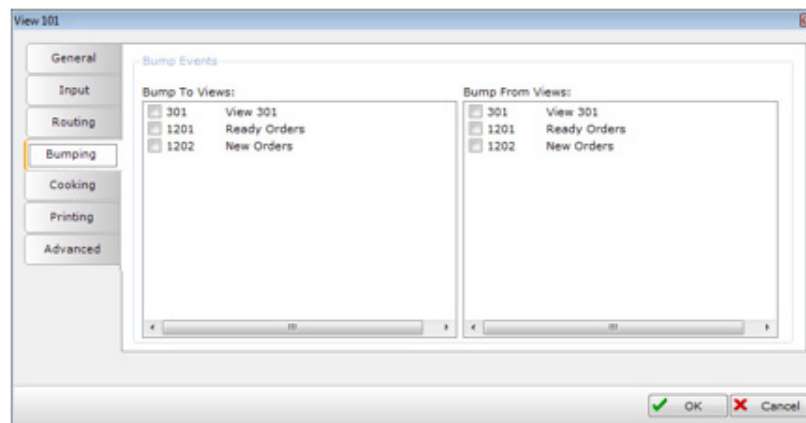 View 101
General
Input
Routing
Bumping
Cooking
Printing
Advanced
Bump Events
Bump To Views:
301 View 301
1201 Ready Orders
1202 New Orders
Bump From Views:
301 View 301
1201 Ready Orders
1202 New Orders
OK
Cancel